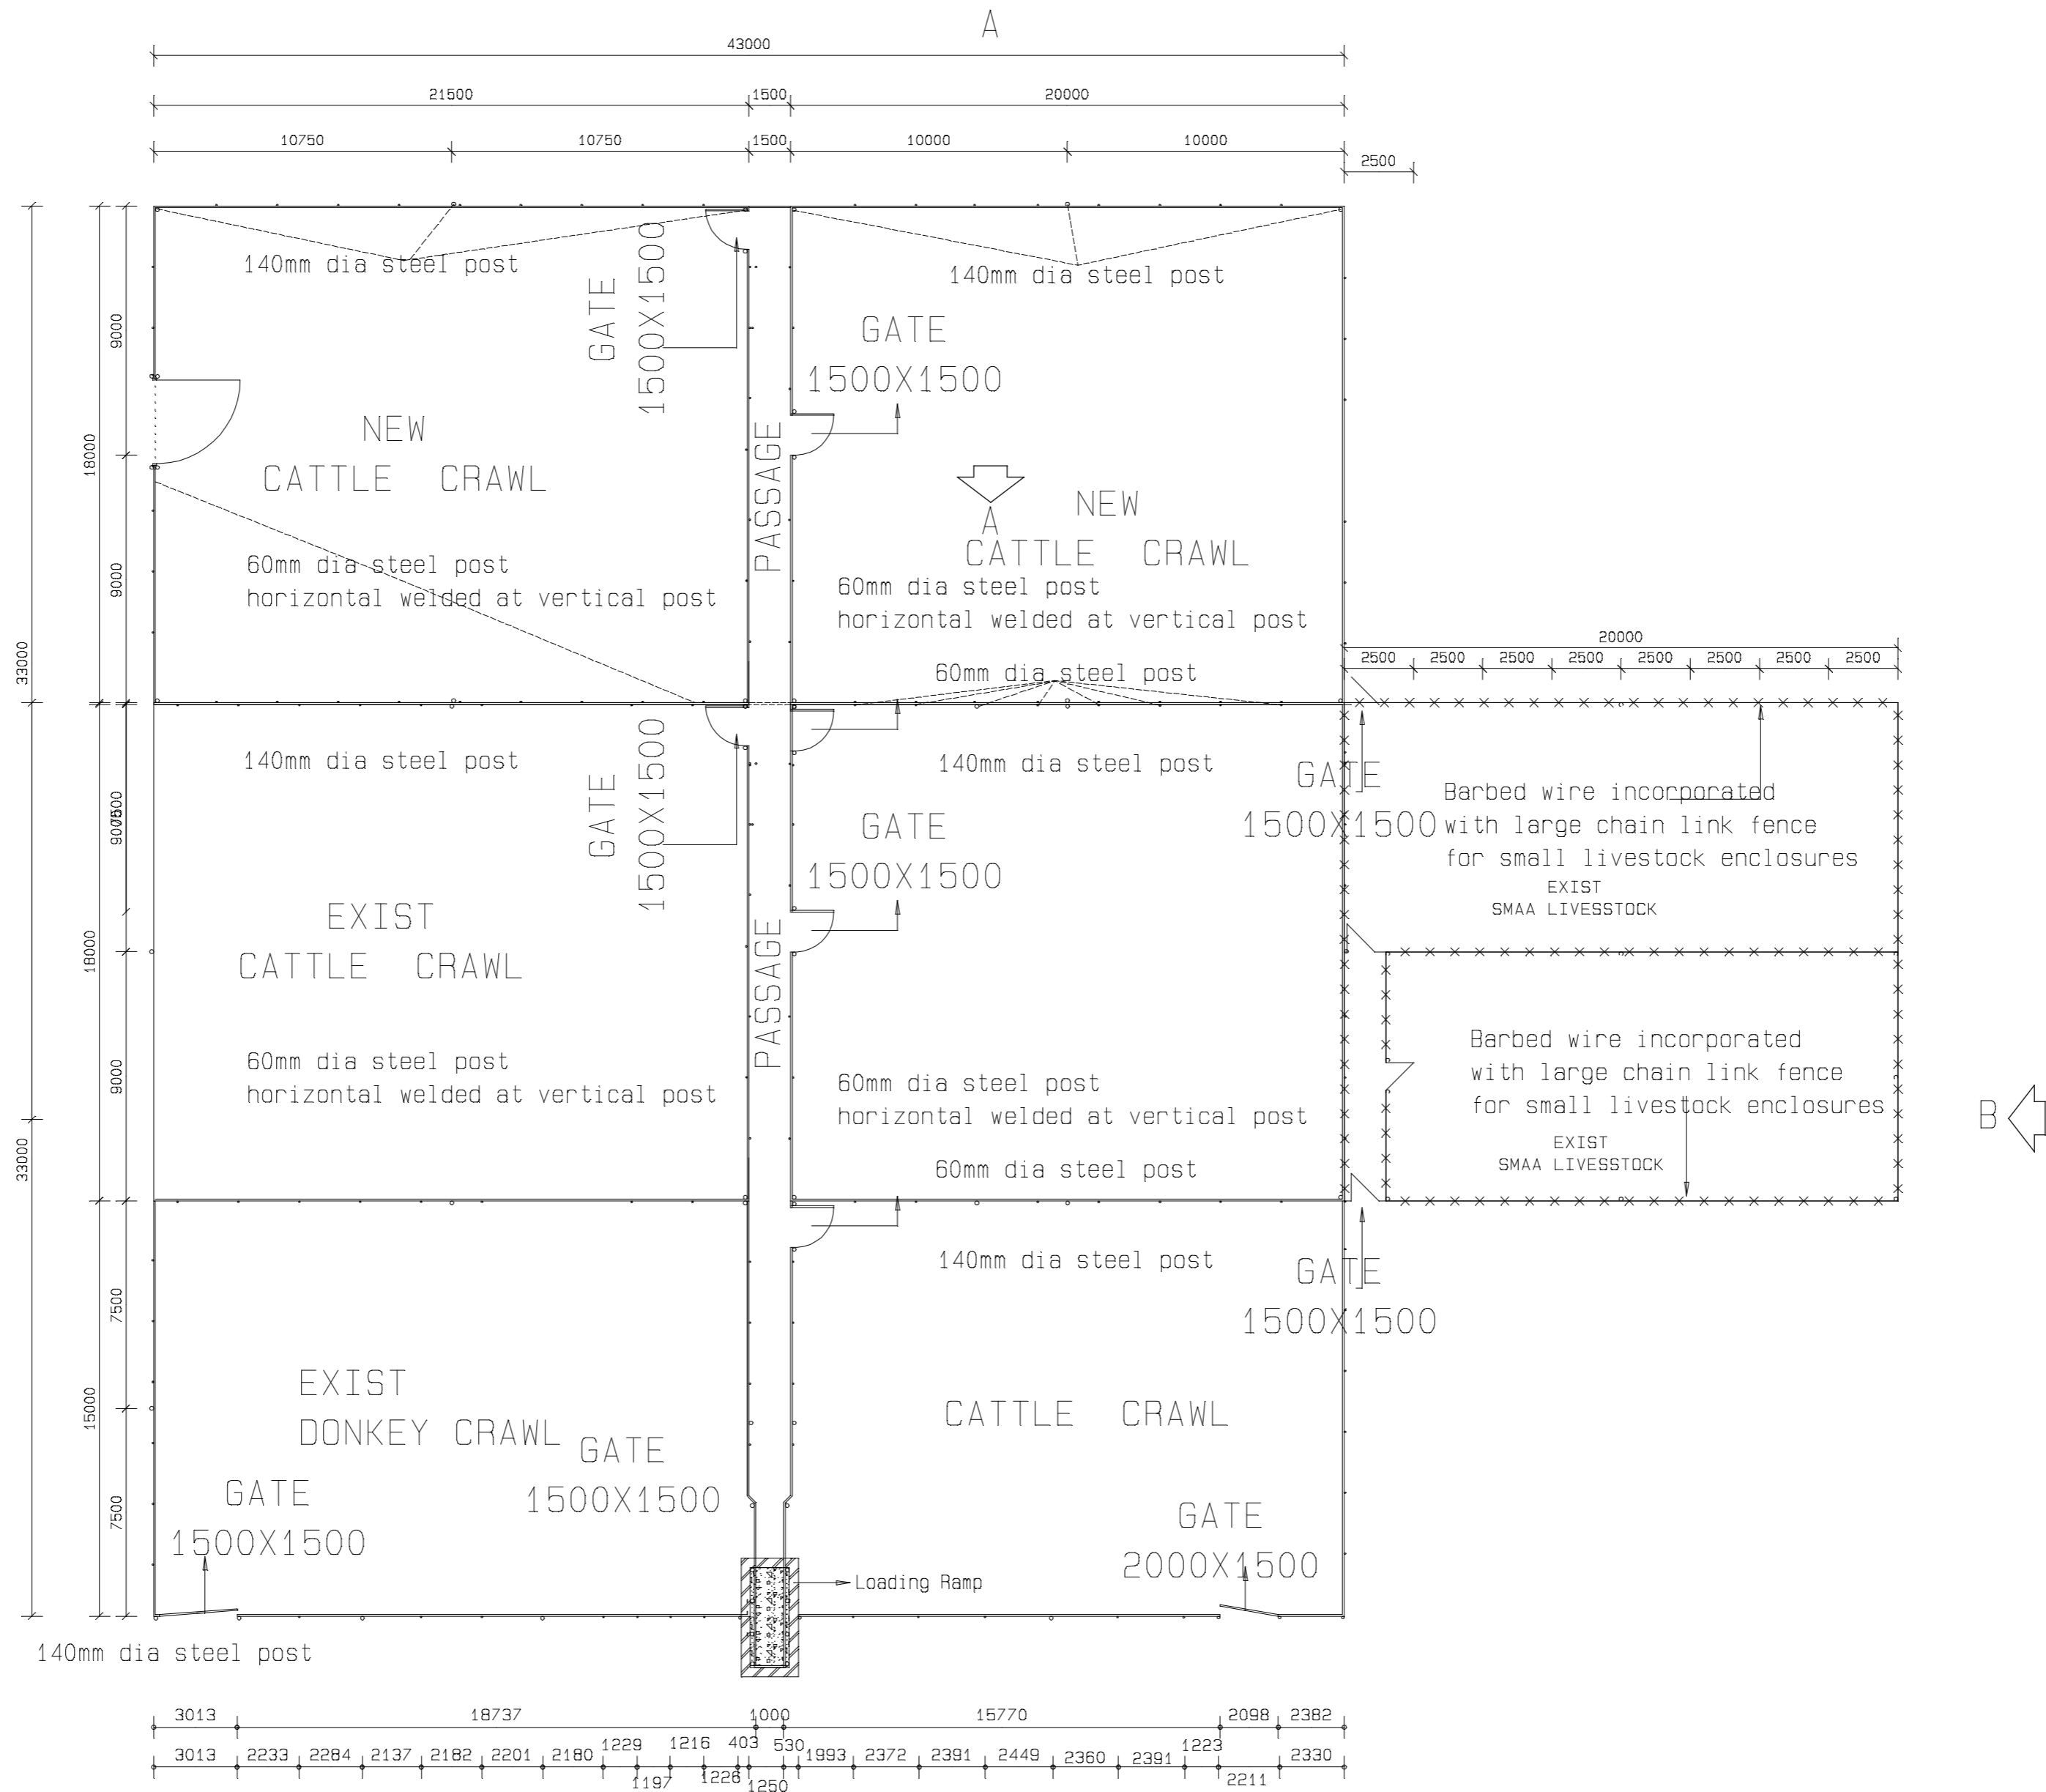 A
43000
21500
1500
20000
10750
10750
1500
10000
10000
2500
140mm dia steel post
140mm dia steel post
GATE
1500X1500
GATE
1500X1500
9000
18000
NEW
CATTLE CRAWL
PASSAGE
A
NEW
CATTLE CRAWL
60mm dia steel post
horizontal welded at vertical post
60mm dia steel post
horizontal welded at vertical post
9000
33000
60mm dia steel post
20000
2500
2500
2500
2500
2500
2500
2500
2500
140mm dia steel post
140mm dia steel post
GATE
1500X1500
GATE
1500X1500
GATE
1500X1500
Barbed wire incorporated
with large chain link fence
for small livestock enclosures
EXIST
SMAA LIVESSTOCK
EXIST
CATTLE CRAWL
PASSAGE
18000
9000
60mm dia steel post
horizontal welded at vertical post
60mm dia steel post
horizontal welded at vertical post
60mm dia steel post
Barbed wire incorporated
with large chain link fence
for small livestock enclosures
EXIST
SMAA LIVESSTOCK
B
33000
140mm dia steel post
GATE
1500X1500
7500
15000
EXIST
DONKEY CRAWL
CATTLE CRAWL
GATE
1500X1500
GATE
1500X1500
GATE
2000X1500
7500
Loading Ramp
140mm dia steel post
3013
18737
1000
15770
2098
2382
3013
2233
2284
2137
2182
2201
2180
1229
1197
1216
1226
403
1250
530
1993
2372
2391
2449
2360
2391
1223
2211
2330